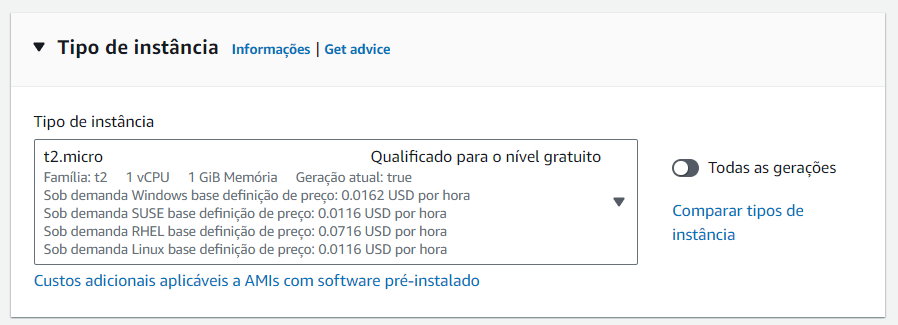 Tipo de instância Informações | Get advice
Tipo de instância
t2.micro Qualificado para o nível gratuito
Família: t2 1 vCPU 1 GiB Memória Geração atual: true
Sob demanda Windows base definição de preço: 0.0162 USD por hora
Sob demanda SUSE base definição de preço: 0.0116 USD por hora
Sob demanda RHEL base definição de preço: 0.0716 USD por hora
Sob demanda Linux base definição de preço: 0.0116 USD por hora
Todas as gerações
Comparar tipos de
instância
Custos adicionais aplicáveis a AMIs com software pré-instalado